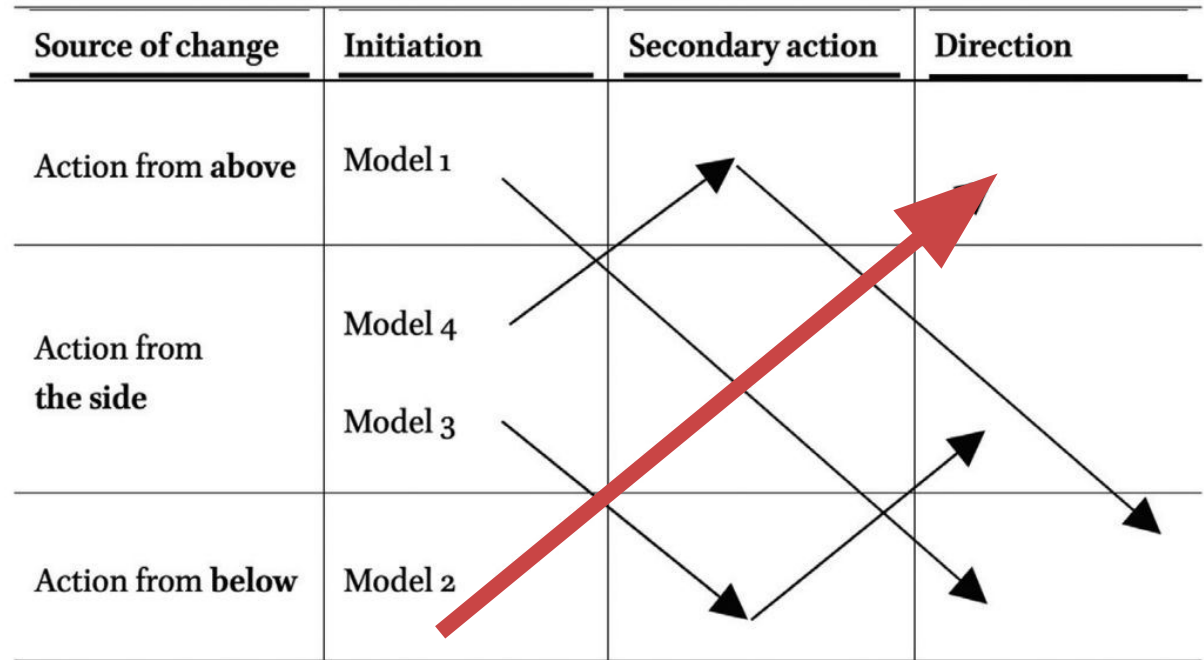 Source of change
Initiation
Secondary action
Direction
Action from above
Model 1
Action from
the side
Model 4
Model 3
Action from below
Model 2